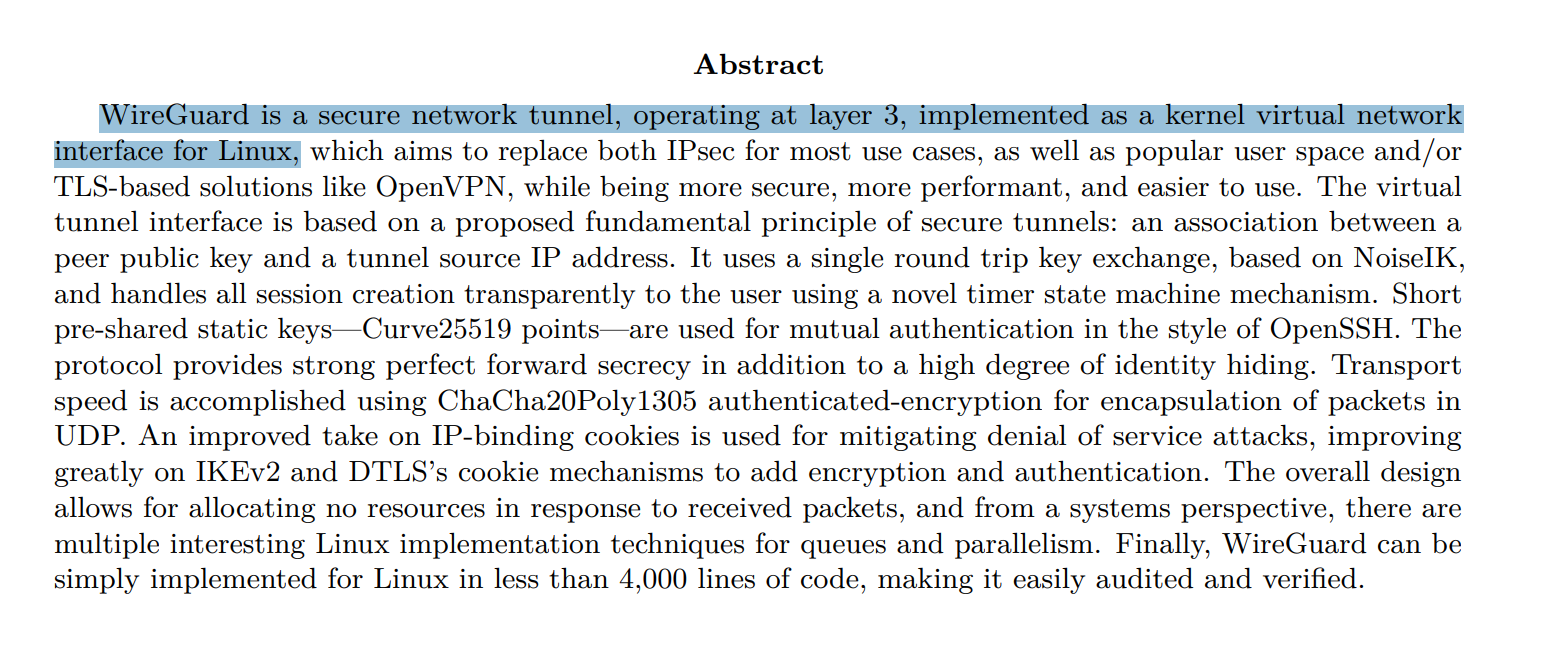 Abstract
WireGuard is a secure network tunnel, operating at layer 3, implemented as a kernel virtual network
interface for Linux, which aims to replace both IPsec for most use cases, as well as popular user space and/or
TLS-based solutions like OpenVPN, while being more secure, more performant, and easier to use. The virtual
tunnel interface is based on a proposed fundamental principle of secure tunnels: an association between a
peer public key and a tunnel source IP address. It uses a single round trip key exchange, based on NoiseIK,
and handles all session creation transparently to the user using a novel timer state machine mechanism. Short
pre-shared static keys—Curve25519 points—are used for mutual authentication in the style of OpenSSH. The
protocol provides strong perfect forward secrecy in addition to a high degree of identity hiding. Transport
speed is accomplished using ChaCha20Poly1305 authenticated-encryption for encapsulation of packets in
UDP. An improved take on IP-binding cookies is used for mitigating denial of service attacks, improving
greatly on IKEv2 and DTLS's cookie mechanisms to add encryption and authentication. The overall design
allows for allocating no resources in response to received packets, and from a systems perspective, there are
multiple interesting Linux implementation techniques for queues and parallelism. Finally, WireGuard can be
simply implemented for Linux in less than 4,000 lines of code, making it easily audited and verified.